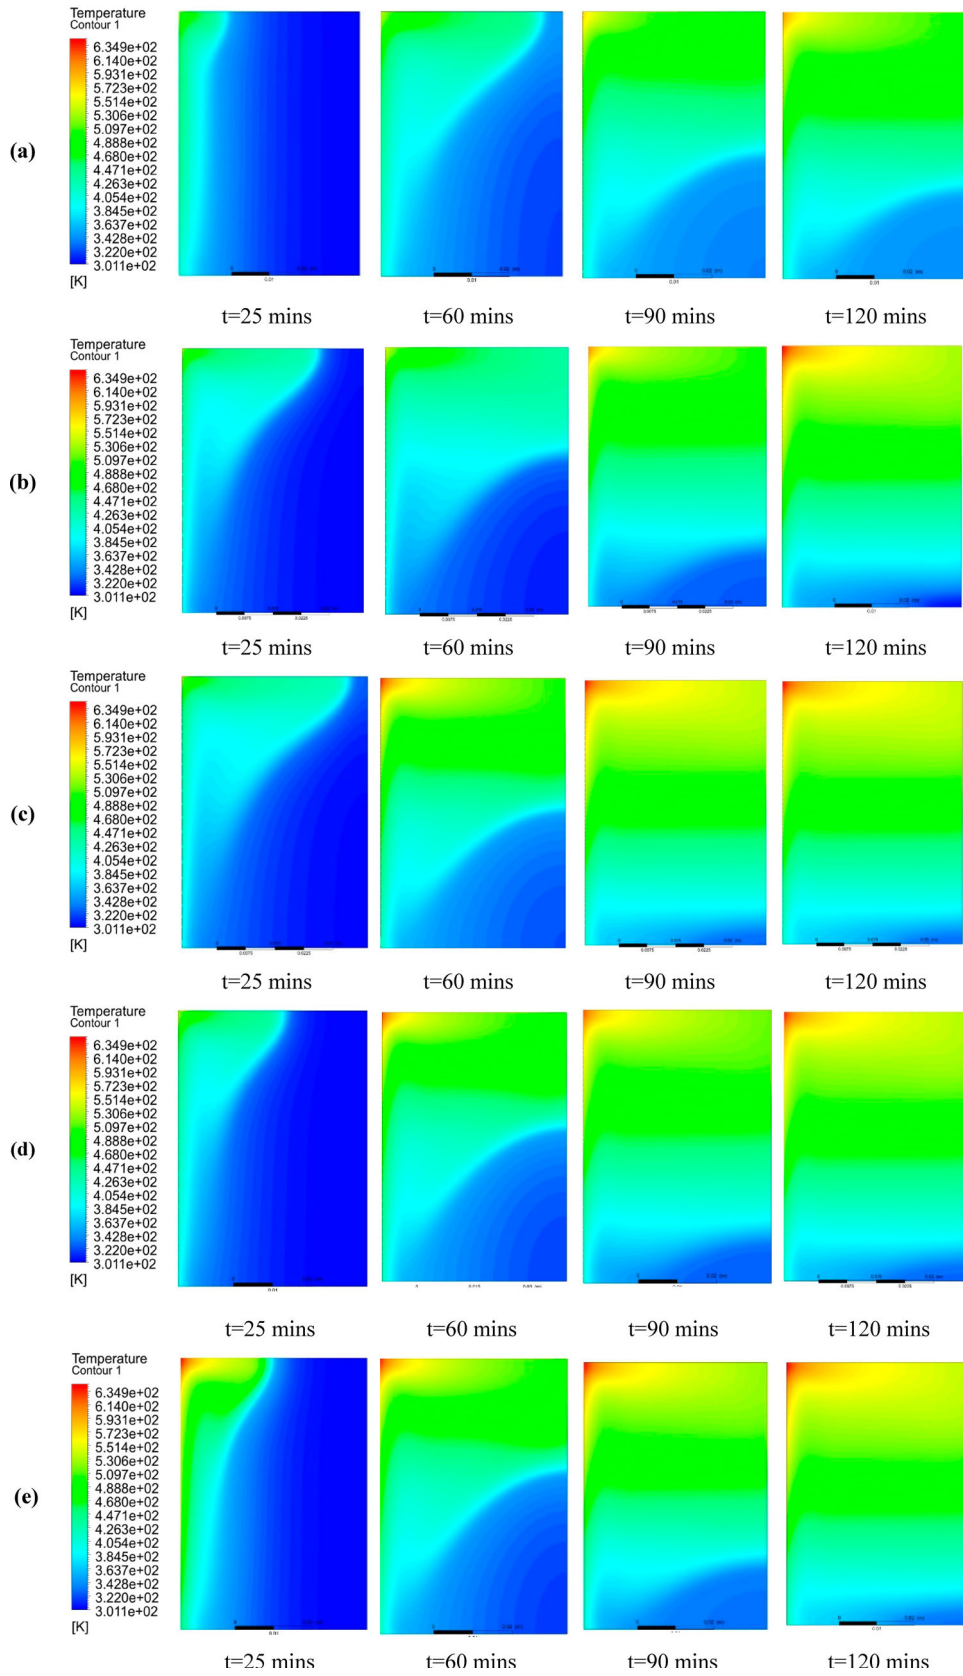 Temperature
Contour 1
6.349e+02
6.140e+02
5.931e+02
5.723e+02
5.514e+02
5.306e+02
5.097e+02
4.888e+02
4.680e+02
4.471e+02
4.263e+02
4.054e+02
3.845e+02
3.637e+02
3.428e+02
3.220e+02
3.011e+02
[K]
(a)
t=25 mins
t=60 mins
t=90 mins
t=120 mins
Temperature
Contour 1
6.349e+02
6.140e+02
5.931e+02
5.723e+02
5.514e+02
5.306e+02
5.097e+02
4.888e+02
4.680e+02
4.471e+02
4.263e+02
4.054e+02
3.845e+02
3.637e+02
3.428e+02
3.220e+02
3.011e+02
[K]
(b)
t=25 mins
t=60 mins
t=90 mins
t=120 mins
Temperature
Contour 1
6.349e+02
6.140e+02
5.931e+02
5.723e+02
5.514e+02
5.306e+02
5.097e+02
4.888e+02
4.680e+02
4.471e+02
4.263e+02
4.054e+02
3.845e+02
3.637e+02
3.428e+02
3.220e+02
3.011e+02
[K]
(c)
t=25 mins
t=60 mins
t=90 mins
t=120 mins
Temperature
Contour 1
6.349e+02
6.140e+02
5.931e+02
5.723e+02
5.514e+02
5.306e+02
5.097e+02
4.888e+02
4.680e+02
4.471e+02
4.263e+02
4.054e+02
3.845e+02
3.637e+02
3.428e+02
3.220e+02
3.011e+02
[K]
(d)
t=25 mins
t=60 mins
t=90 mins
t=120 mins
Temperature
Contour 1
6.349e+02
6.140e+02
5.931e+02
5.723e+02
5.514e+02
5.306e+02
5.097e+02
4.888e+02
4.680e+02
4.471e+02
4.263e+02
4.054e+02
3.845e+02
3.637e+02
3.428e+02
3.220e+02
3.011e+02
[K]
(e)
t=25 mins
t=60 mins
t=90 mins
t=120 mins